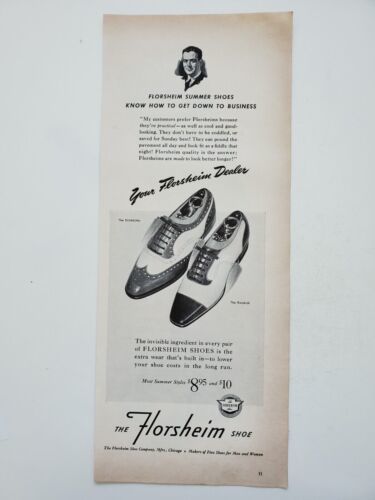 FLORSHEIM SUMMER SHOES
KNOW HOW TO GET DOWN TO BUSINESS
"My customers prefer Florsheims because
they're practical—as well as cool and good-
looking. They don't have to be coddled, or
saved for Sunday best! They can pound the
pavement all day and look fit-as-a-fiddle that
night! Florsheim quality is the answer;
Florsheims are made to look better longer!"
Your Florsheim Dealer
The
The
The invisible ingredient in every pair
of FLORSHEIM SHOES is the
extra wear that's built in—to lower
your shoe costs in the long run.
Most Summer Styles $8.95 and $10
THE Florsheim SHOE
The Florsheim Shoe Company, Mfrs., Chicago • Makers of Fine Shoes for Men and Women